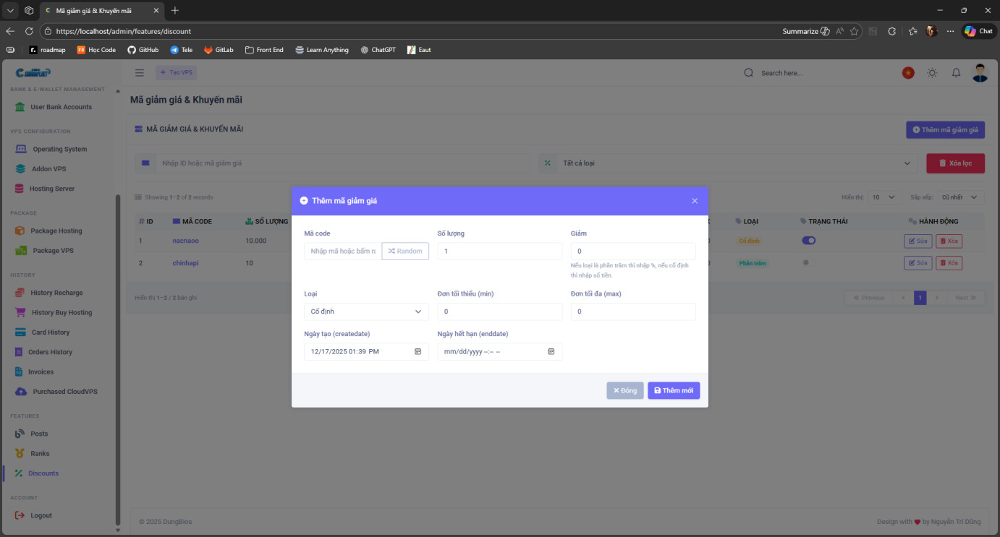 Mã giảm giá & Khuyến mãi
https://localhost/admin/features/discount
Summarize
Chat
roadmap
F8 Học Code
GitHub
Tele
GitLab
Front End
Learn Anything
ChatGPT
Eaut
+ Tạo VPS
Search here...
BANK & E-WALLET MANAGEMENT
User Bank Accounts
VPS CONFIGURATION
Operating System
Addon VPS
Hosting Server
PACKAGE
Package Hosting
Package VPS
HISTORY
History Recharge
History Buy Hosting
Card History
Orders History
Invoices
Purchased CloudVPS
FEATURES
Posts
Ranks
Discounts
ACCOUNT
Logout
Mã giảm giá & Khuyến mãi
MÃ GIẢM GIÁ & KHUYẾN MÃI
Thêm mã giảm giá
Nhập ID hoặc mã giảm giá
Tất cả loại
Xóa lọc
Showing 1–2 of 2 records
Hiển thị: 10
Sắp xếp: Cũ nhất
# ID MÃ CODE SỐ LƯỢNG LOẠI TRẠNG THÁI HÀNH ĐỘNG
1 nacnaoo 10.000 Cố định Sửa Xóa
2 chinhapi 10 Phần trăm Sửa Xóa
Hiển thị 1–2 / 2 bản ghi
Previous 1 Next
Thêm mã giảm giá
Mã code
Nhập mã hoặc bấm
Random
Số lượng
1
Giảm
0
Nếu loại là phần trăm thì nhập %, nếu cố định
thì nhập số tiền.
Loại
Cố định
Đơn tối thiểu (min)
0
Đơn tối đa (max)
0
Ngày tạo (createdate)
12/17/2025 01:39 PM
Ngày hết hạn (enddate)
mm/dd/yyyy --:-- --
Đóng
Thêm mới
© 2025 DungBios
Design with by Nguyễn Trí Dũng